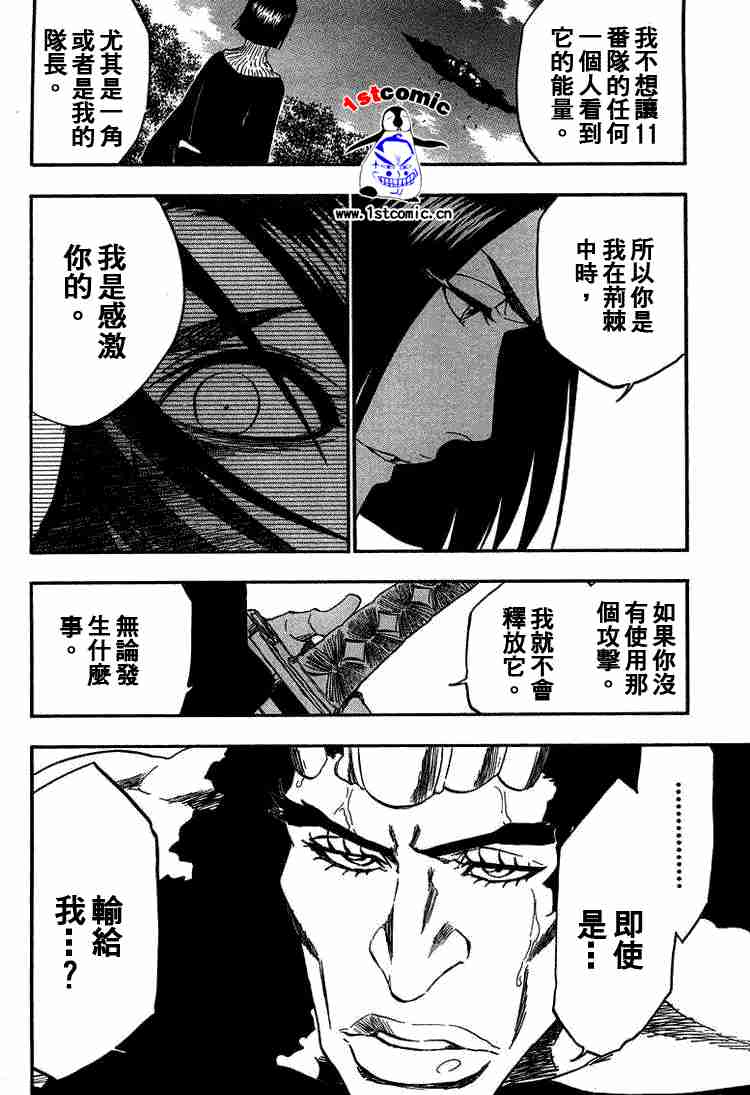 我不想讓11
番隊的任何
一個人看到
它的能量。
尤其是一角
或者是我的
隊長。
1stcomic
www.1stcomic.cn
所以你是
我在荊棘
中時，
我是感激
你的。
如果你沒
有使用那
個攻擊。
我就不會
釋放它。
無論發
生什麼
事。
…………
即使
是…
輸給
我…？